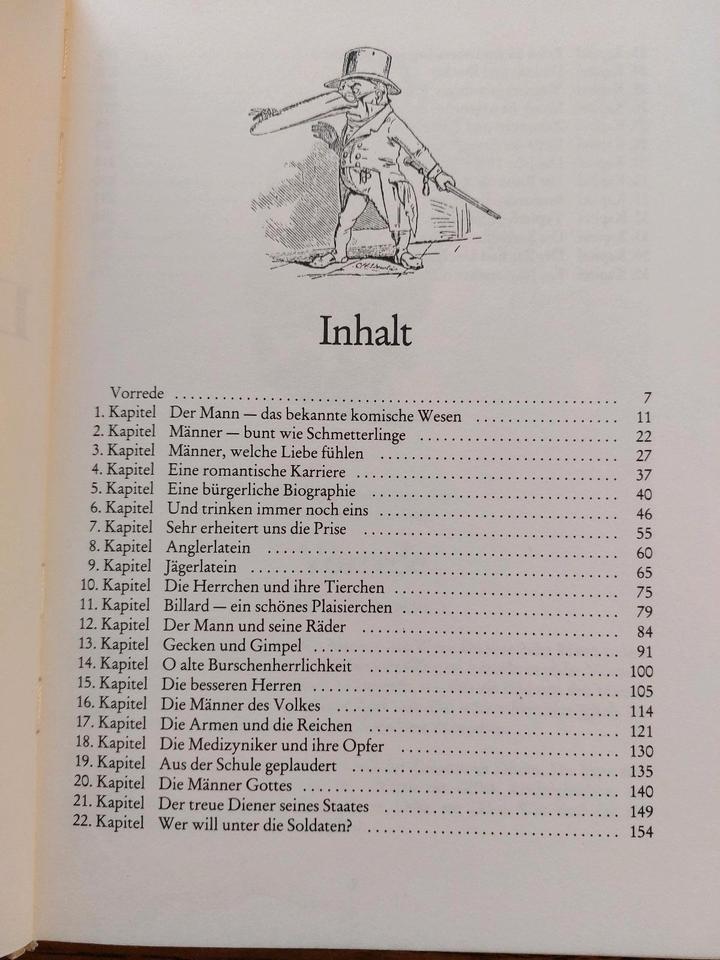 Inhalt
Vorrede ........ 7
1. Kapitel Der Mann — das bekannte komische Wesen ........ 11
2. Kapitel Männer — bunt wie Schmetterlinge ........ 22
3. Kapitel Männer, welche Liebe fühlen ........ 27
4. Kapitel Eine romantische Karriere ........ 37
5. Kapitel Eine bürgerliche Biographie ........ 40
6. Kapitel Und trinken immer noch eins ........ 46
7. Kapitel Sehr erheitert uns die Prise ........ 55
8. Kapitel Anglerlatein ........ 60
9. Kapitel Jägerlatein ........ 65
10. Kapitel Die Herrchen und ihre Tierchen ........ 75
11. Kapitel Billard — ein schönes Plaisierchen ........ 79
12. Kapitel Der Mann und seine Räder ........ 84
13. Kapitel Gecken und Gimpel ........ 91
14. Kapitel O alte Burschenherrlichkeit ........ 100
15. Kapitel Die besseren Herren ........ 105
16. Kapitel Die Männer des Volkes ........ 114
17. Kapitel Die Armen und die Reichen ........ 121
18. Kapitel Die Medizyniker und ihre Opfer ........ 130
19. Kapitel Aus der Schule geplaudert ........ 135
20. Kapitel Die Männer Gottes ........ 140
21. Kapitel Der treue Diener seines Staates ........ 149
22. Kapitel Wer will unter die Soldaten? ........ 154